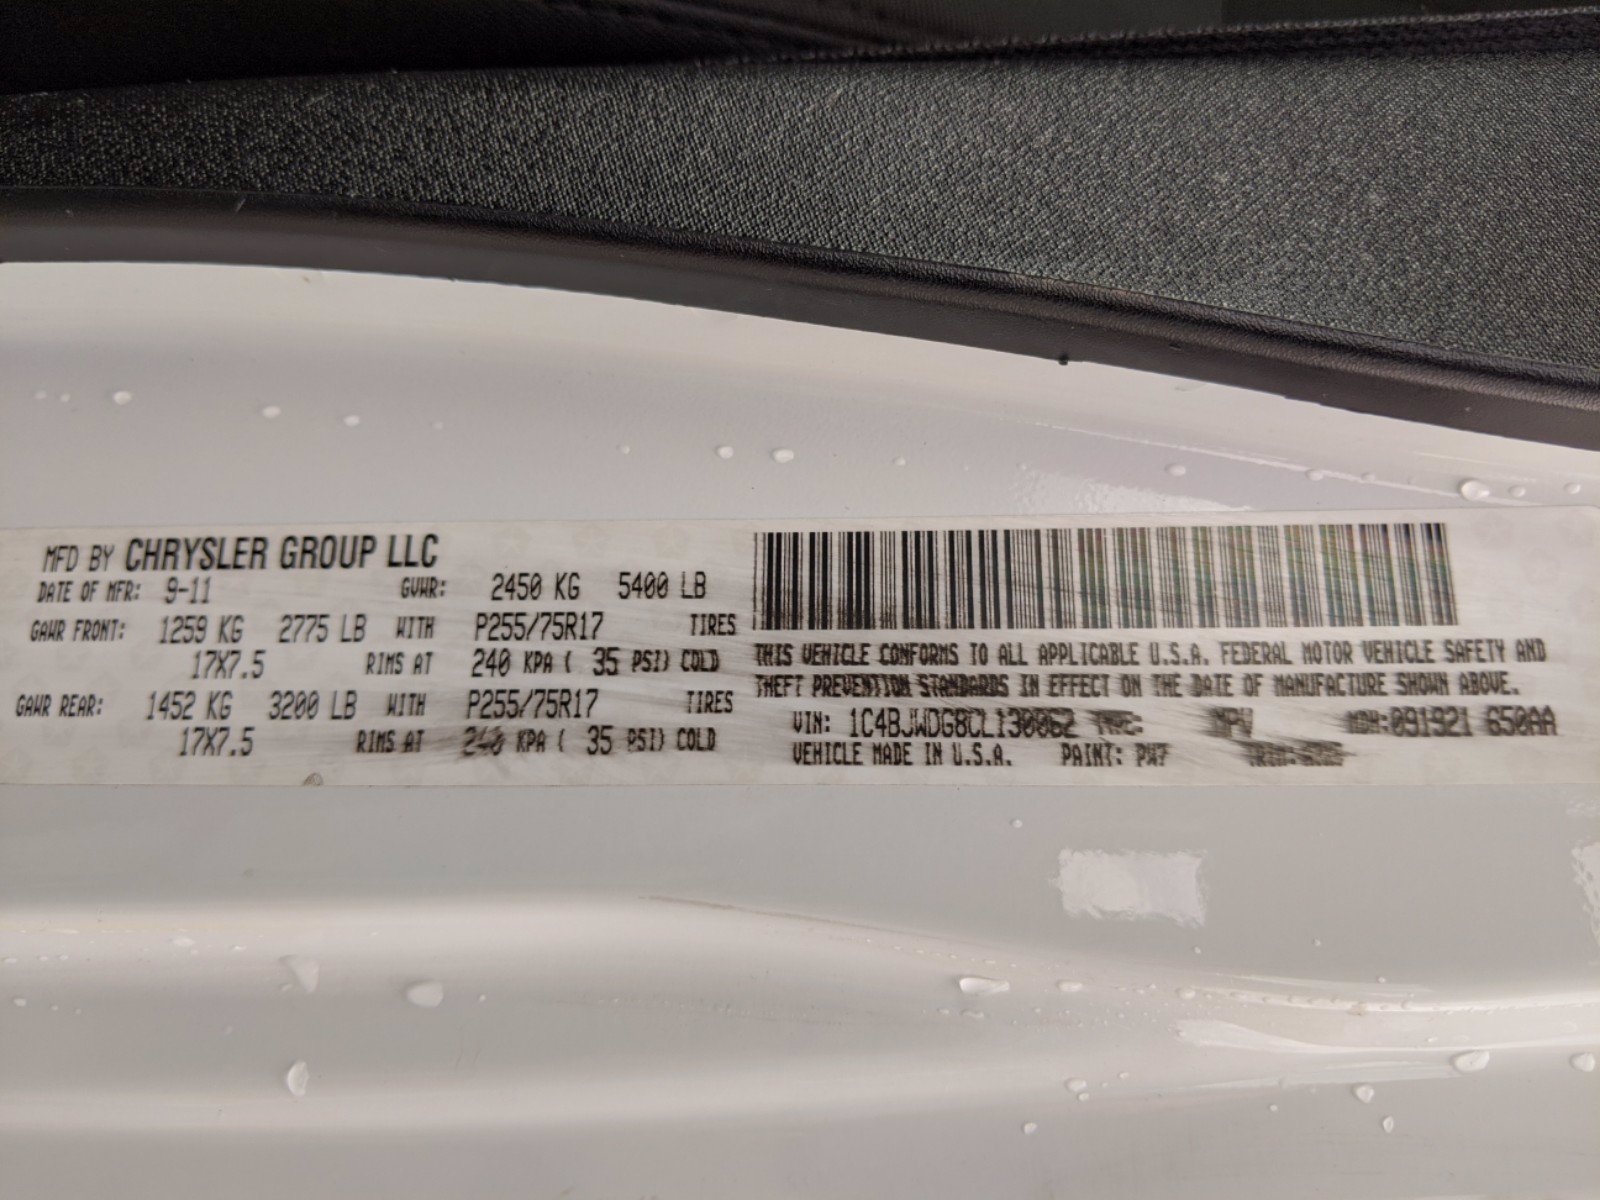 MFD BY CHRYSLER GROUP LLC
DATE OF MFR: 9-11 GVWR: 2450 KG 5400 LB
GAWR FRONT: 1259 KG 2775 LB WITH P255/75R17 TIRES
17X7.5 RIMS AT 240 KPA ( 35 PSI) COLD
GAWR REAR: 1452 KG 3200 LB WITH P255/75R17 TIRES
17X7.5 RIMS AT 240 KPA ( 35 PSI) COLD
THIS VEHICLE CONFORMS TO ALL APPLICABLE U.S.A. FEDERAL MOTOR VEHICLE SAFETY AND
THEFT PREVENTION STANDARDS IN EFFECT ON THE DATE OF MANUFACTURE SHOWN ABOVE.
VIN: 1C4BJWDG8CL130062 MPV MDH:091921 650AA
VEHICLE MADE IN U.S.A. PAINT: PW7